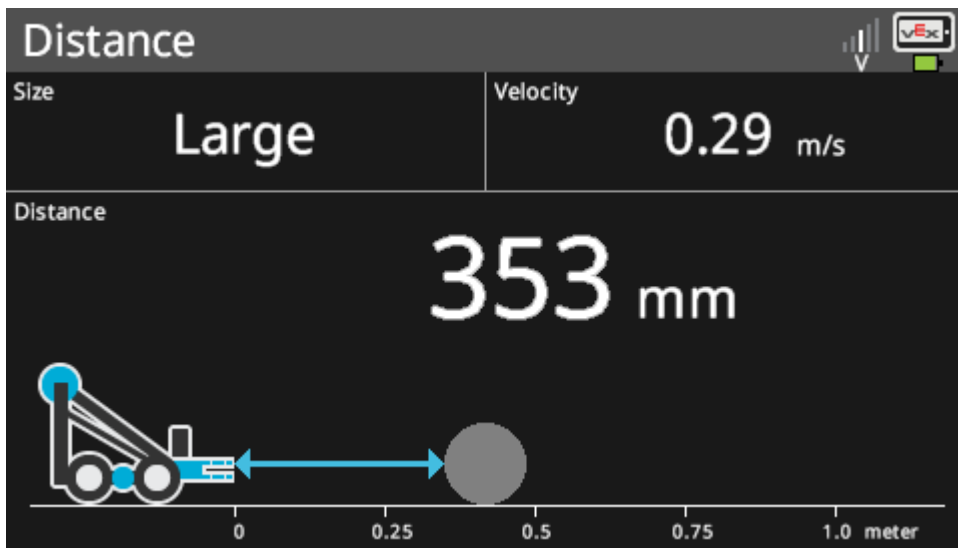 Distance
V
VEX
Size
Large
Velocity
0.29 m/s
Distance
353 mm
0 0.25 0.5 0.75 1.0 meter